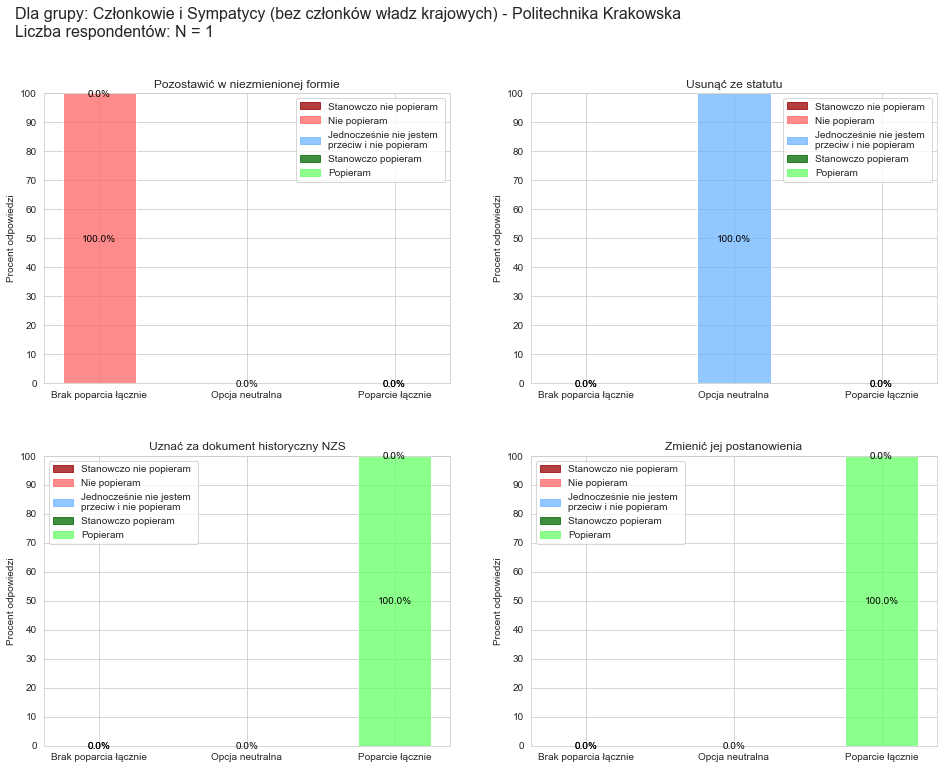 Dla grupy: Członkowie i Sympatycy (bez członków władz krajowych) - Politechnika Krakowska
Liczba respondentów: N = 1
Pozostawić w niezmienionej formie
Procent odpowiedzi
100
90
80
70
60
50
40
30
20
10
0
0.0%
100.0%
0.0%
0.0%
Stanowczo nie popieram
Nie popieram
Jednocześnie nie jestem
przeciw i nie popieram
Stanowczo popieram
Popieram
Brak poparcia łącznie
Opcja neutralna
Poparcie łącznie
Usunąć ze statutu
Procent odpowiedzi
100
90
80
70
60
50
40
30
20
10
0
0.0%
100.0%
0.0%
Stanowczo nie popieram
Nie popieram
Jednocześnie nie jestem
przeciw i nie popieram
Stanowczo popieram
Popieram
Brak poparcia łącznie
Opcja neutralna
Poparcie łącznie
Uznać za dokument historyczny NZS
Procent odpowiedzi
100
90
80
70
60
50
40
30
20
10
0
Stanowczo nie popieram
Nie popieram
Jednocześnie nie jestem
przeciw i nie popieram
Stanowczo popieram
Popieram
0.0%
100.0%
0.0%
0.0%
Brak poparcia łącznie
Opcja neutralna
Poparcie łącznie
Zmienić jej postanowienia
Procent odpowiedzi
100
90
80
70
60
50
40
30
20
10
0
Stanowczo nie popieram
Nie popieram
Jednocześnie nie jestem
przeciw i nie popieram
Stanowczo popieram
Popieram
0.0%
100.0%
0.0%
0.0%
Brak poparcia łącznie
Opcja neutralna
Poparcie łącznie